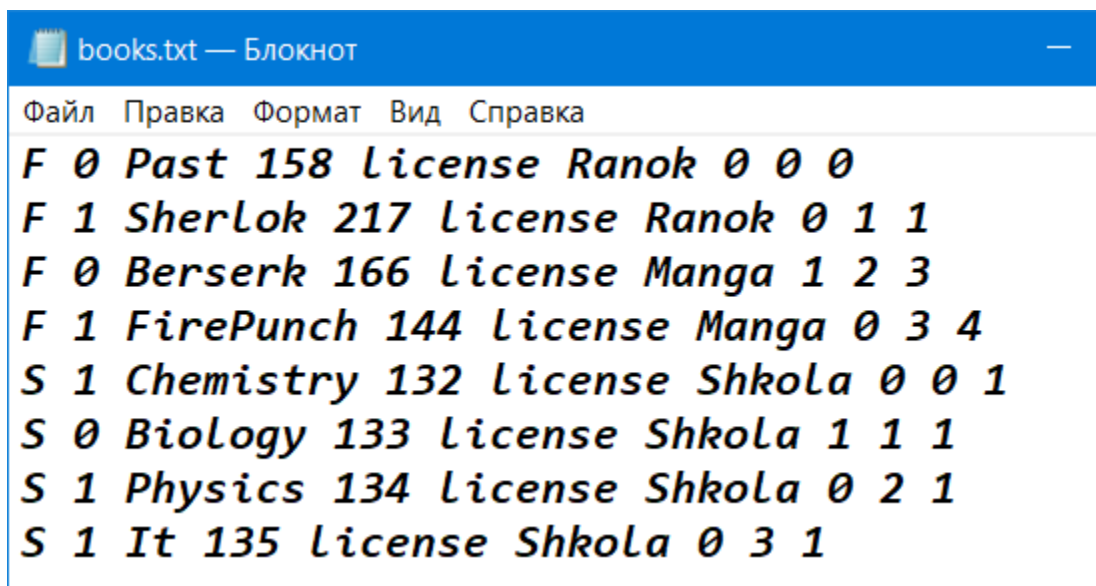 books.txt — Блокнот
Файл Правка Формат Вид Справка
F 0 Past 158 license Ranok 0 0 0
F 1 Sherlok 217 license Ranok 0 1 1
F 0 Berserk 166 license Manga 1 2 3
F 1 FirePunch 144 license Manga 0 3 4
S 1 Chemistry 132 license Shkola 0 0 1
S 0 Biology 133 license Shkola 1 1 1
S 1 Physics 134 license Shkola 0 2 1
S 1 It 135 license Shkola 0 3 1